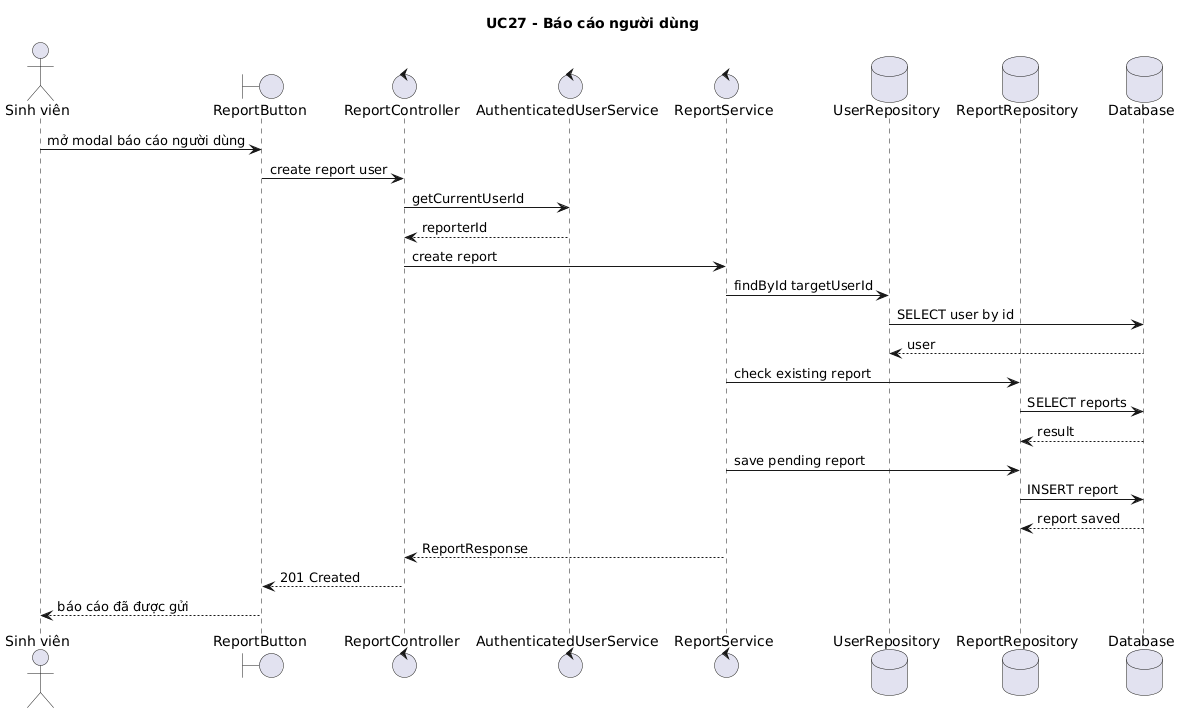 UC27 - Báo cáo người dùng
Sinh viên
ReportButton
ReportController
AuthenticatedUserService
ReportService
UserRepository
ReportRepository
Database
mở modal báo cáo người dùng
create report user
getCurrentUserId
reporterId
create report
findById targetUserId
SELECT user by id
user
check existing report
SELECT reports
result
save pending report
INSERT report
report saved
ReportResponse
201 Created
báo cáo đã được gửi
Sinh viên
ReportButton
ReportController
AuthenticatedUserService
ReportService
UserRepository
ReportRepository
Database